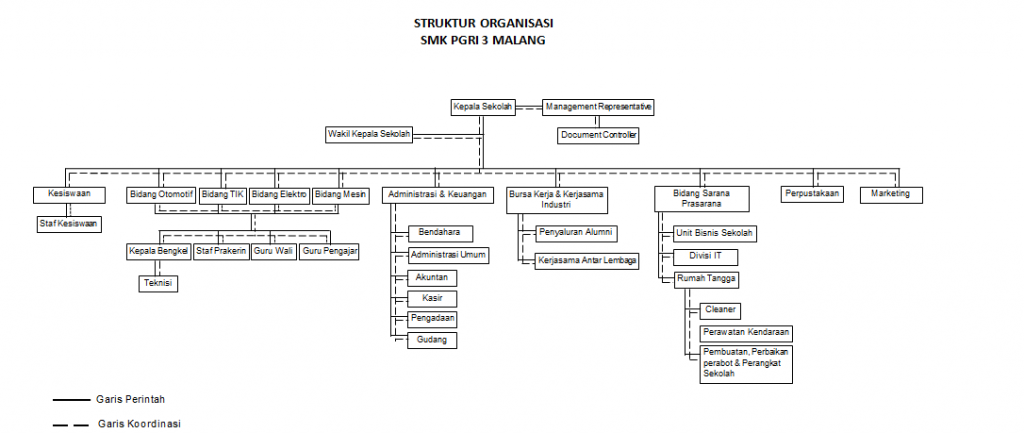 STRUKTUR ORGANISASI
SMK PGRI 3 MALANG
Kepala Sekolah
Management Representative
Wakil Kepala Sekolah
Document Controller
Kesiswaan
Bidang Otomotif
Bidang TIK
Bidang Elektro
Bidang Mesin
Administrasi & Keuangan
Bursa Kerja & Kerjasama
Industri
Bidang Sarana
Prasarana
Perpustakaan
Marketing
Staf Kesiswaan
Kepala Bengkel
Staf Prakerin
Guru Wali
Guru Pengajar
Teknisi
Bendahara
Administrasi Umum
Akuntan
Kasir
Pengadaan
Gudang
Penyaluran Alumni
Kerjasama Antar Lembaga
Unit Bisnis Sekolah
Divisi IT
Rumah Tangga
Cleaner
Perawatan Kendaraan
Pembuatan, Perbaikan
perabot & Perangkat
Sekolah
Garis Perintah
Garis Koordinasi